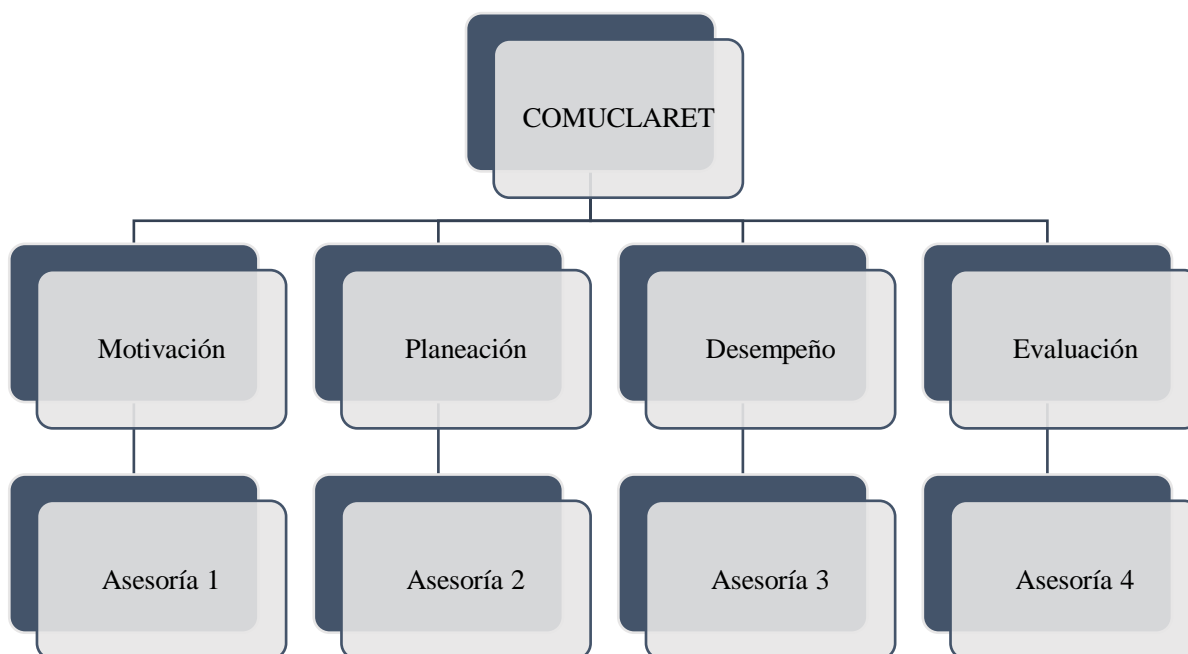 COMUCLARET
Motivación
Planeación
Desempeño
Evaluación
Asesoría 1
Asesoría 2
Asesoría 3
Asesoría 4